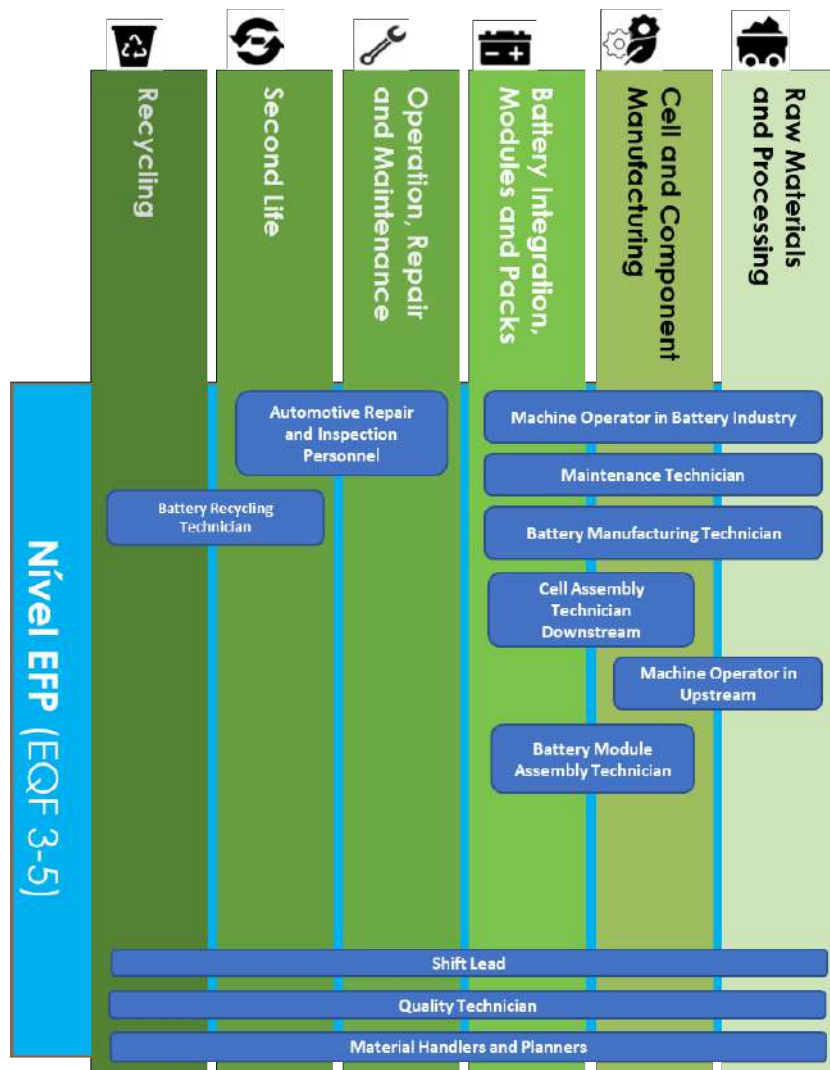 Recycling
Second Life
Operation, Repair
and Maintenance
Battery Integration,
Modules and Packs
Cell and Component
Manufacturing
Raw Materials
and Processing
Nível EFP (EQF 3-5)
Automotive Repair
and Inspection
Personnel
Machine Operator in Battery Industry
Maintenance Technician
Battery Recycling
Technician
Battery Manufacturing Technician
Cell Assembly
Technician
Downstream
Machine Operator in
Upstream
Battery Module
Assembly Technician
Shift Lead
Quality Technician
Material Handlers and Planners